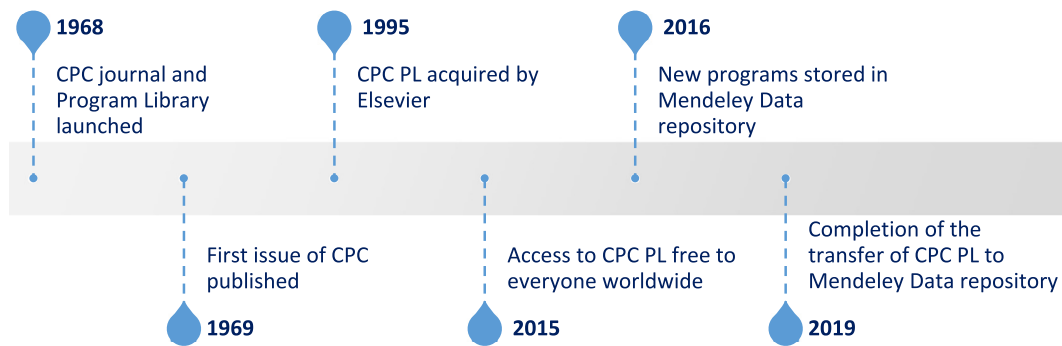 1968
CPC journal and
Program Library
launched
First issue of CPC
published
1969
1995
CPC PL acquired by
Elsevier
Access to CPC PL free to
everyone worldwide
2015
2016
New programs stored in
Mendeley Data
repository
Completion of the
transfer of CPC PL to
Mendeley Data repository
2019